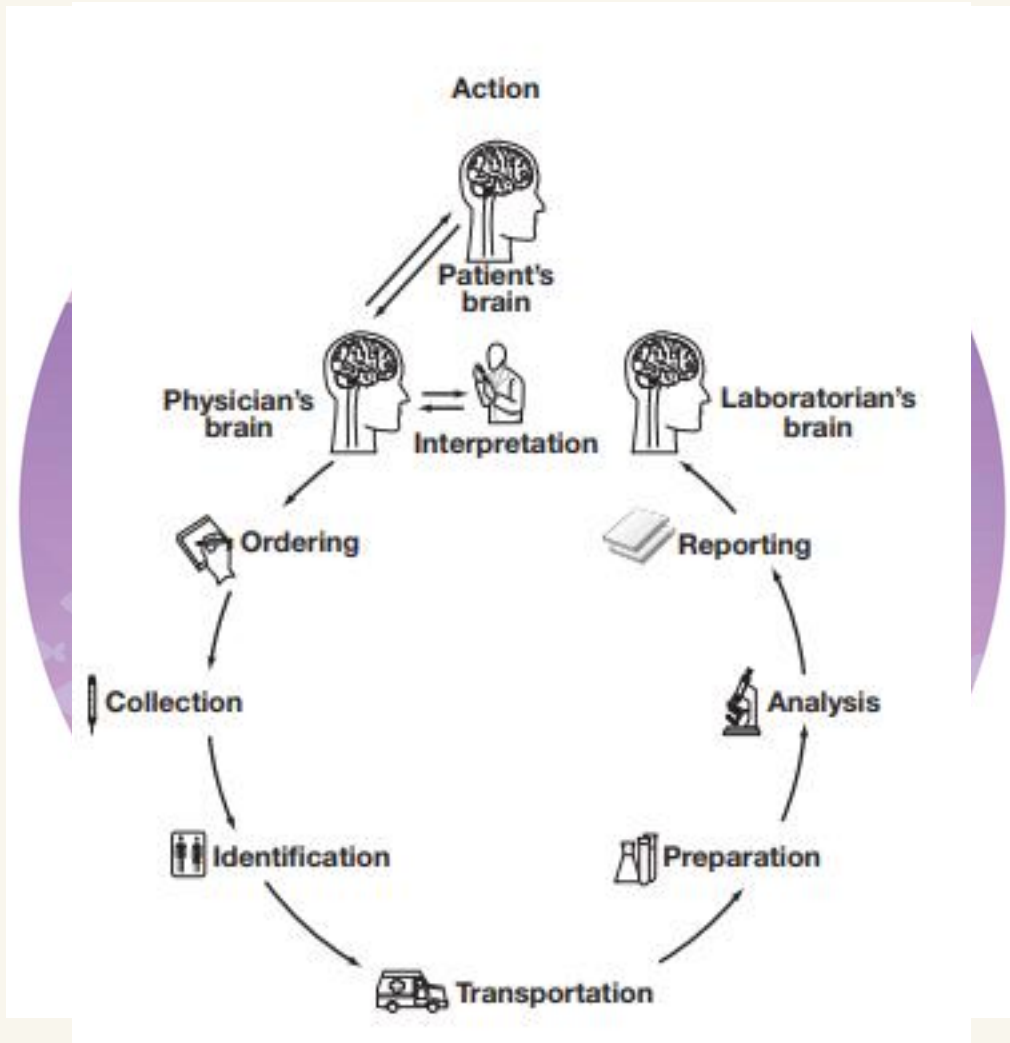 Action
Patient's
brain
Physician's
brain
Interpretation
Laboratorian's
brain
Ordering
Reporting
Collection
Analysis
Identification
Preparation
Transportation